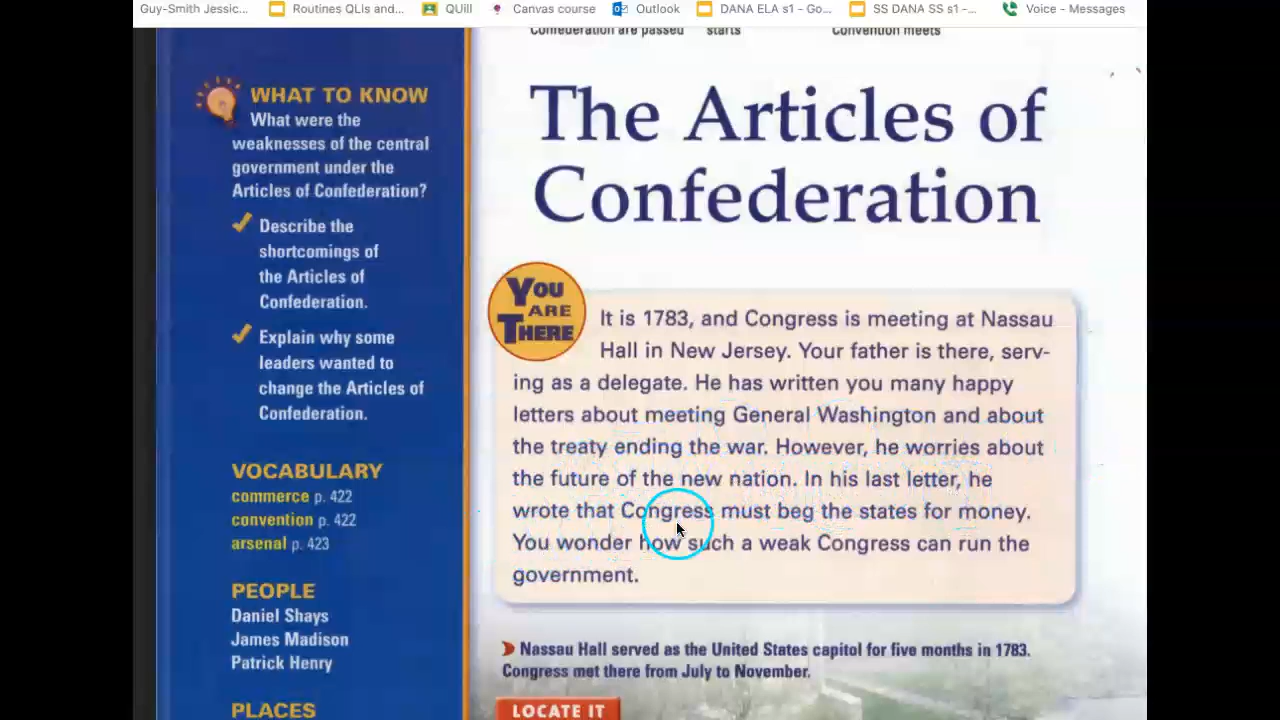 Guy-Smith Jessic... Routines QLIs and... QUill Canvas course Outlook DANA ELA s1 - Go... SS DANA SS s1 -... Voice - Messages
Confederation are passed starts Convention meets
WHAT TO KNOW
What were the
weaknesses of the central
government under the
Articles of Confederation?
Describe the
shortcomings of
the Articles of
Confederation.
Explain why some
leaders wanted to
change the Articles of
Confederation.
VOCABULARY
commerce p. 422
convention p. 422
arsenal p. 423
PEOPLE
Daniel Shays
James Madison
Patrick Henry
PLACES
The Articles of
Confederation
YOU
ARE
THERE
It is 1783, and Congress is meeting at Nassau
Hall in New Jersey. Your father is there, serv-
ing as a delegate. He has written you many happy
letters about meeting General Washington and about
the treaty ending the war. However, he worries about
the future of the new nation. In his last letter, he
wrote that Congress must beg the states for money.
You wonder how such a weak Congress can run the
government.
Nassau Hall served as the United States capitol for five months in 1783.
Congress met there from July to November.
LOCATE IT